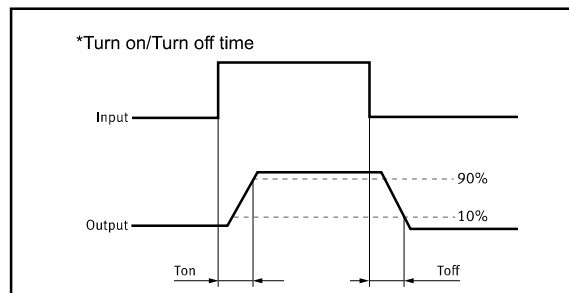 *Turn on/Turn off time
Input
90%
10%
Output
Ton
Toff